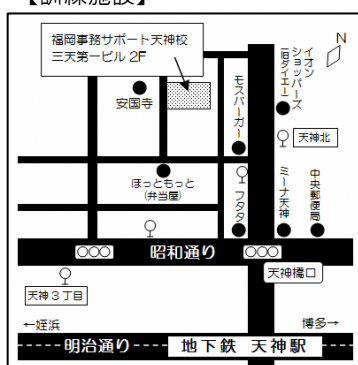 【訓練施設】
福岡事務サポート天神校
三天第一ビル 2F
安国寺
モスバーガー
イオン
ショッパーズ
(旧ダイエー)
N
天神北
ほっともっと
(弁当屋)
フタタ
ミーナ天神
中央郵便局
昭和通り
天神橋口
天神3丁目
←姪浜
博多→
明治通り
地下鉄 天神駅